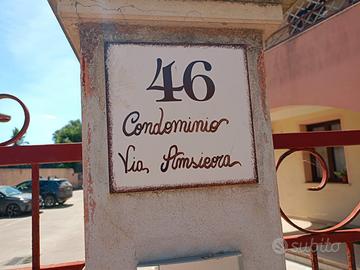 46
Condominio
Via Amsicora
subito